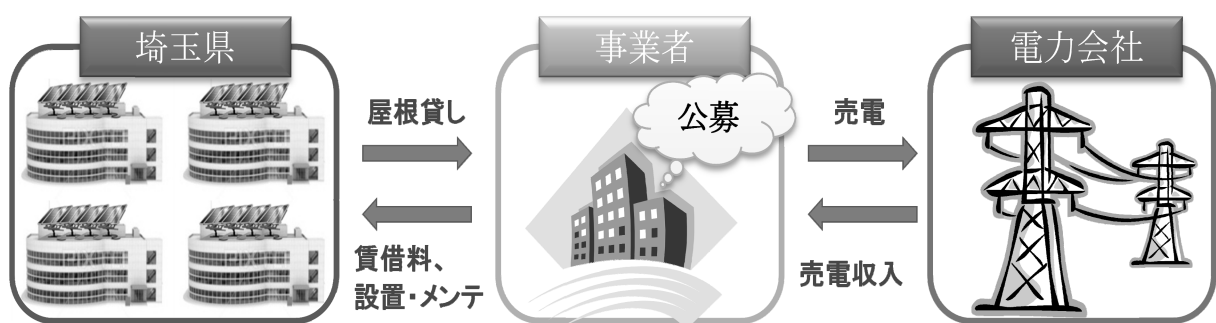 埼玉県
事業者
電力会社
公募
屋根貸し
売電
賃借料、
設置・メンテ
売電収入